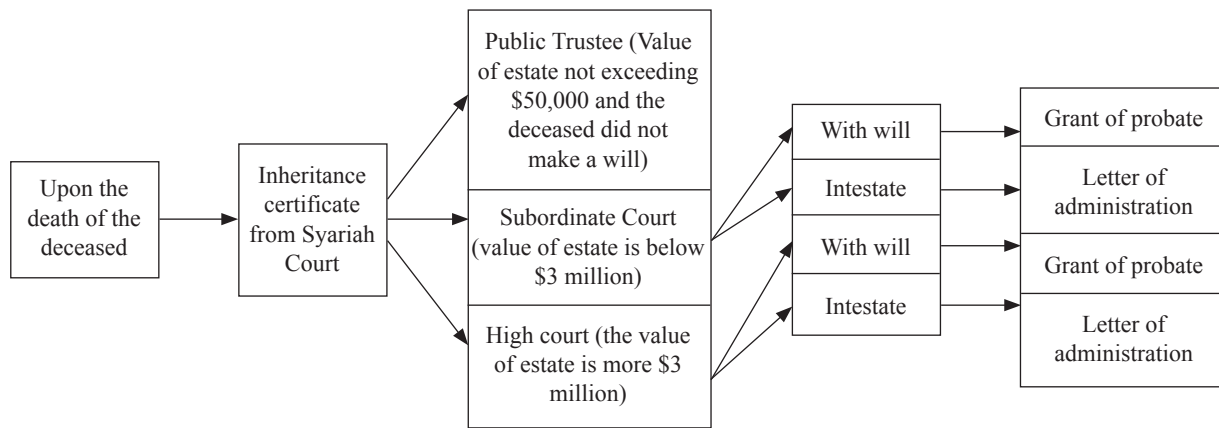 Upon the
death of the
deceased
Inheritance
certificate
from Syariah
Court
Public Trustee (Value
of estate not exceeding
$50,000 and the
deceased did not
make a will)
Subordinate Court
(value of estate is below
$3 million)
High court (the value
of estate is more $3
million)
With will
Intestate
With will
Intestate
Grant of probate
Letter of
administration
Grant of probate
Letter of
administration